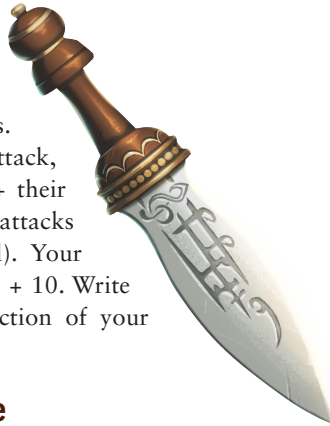 ttack,
their
attacks
Your
+ 10. Write
ction of your